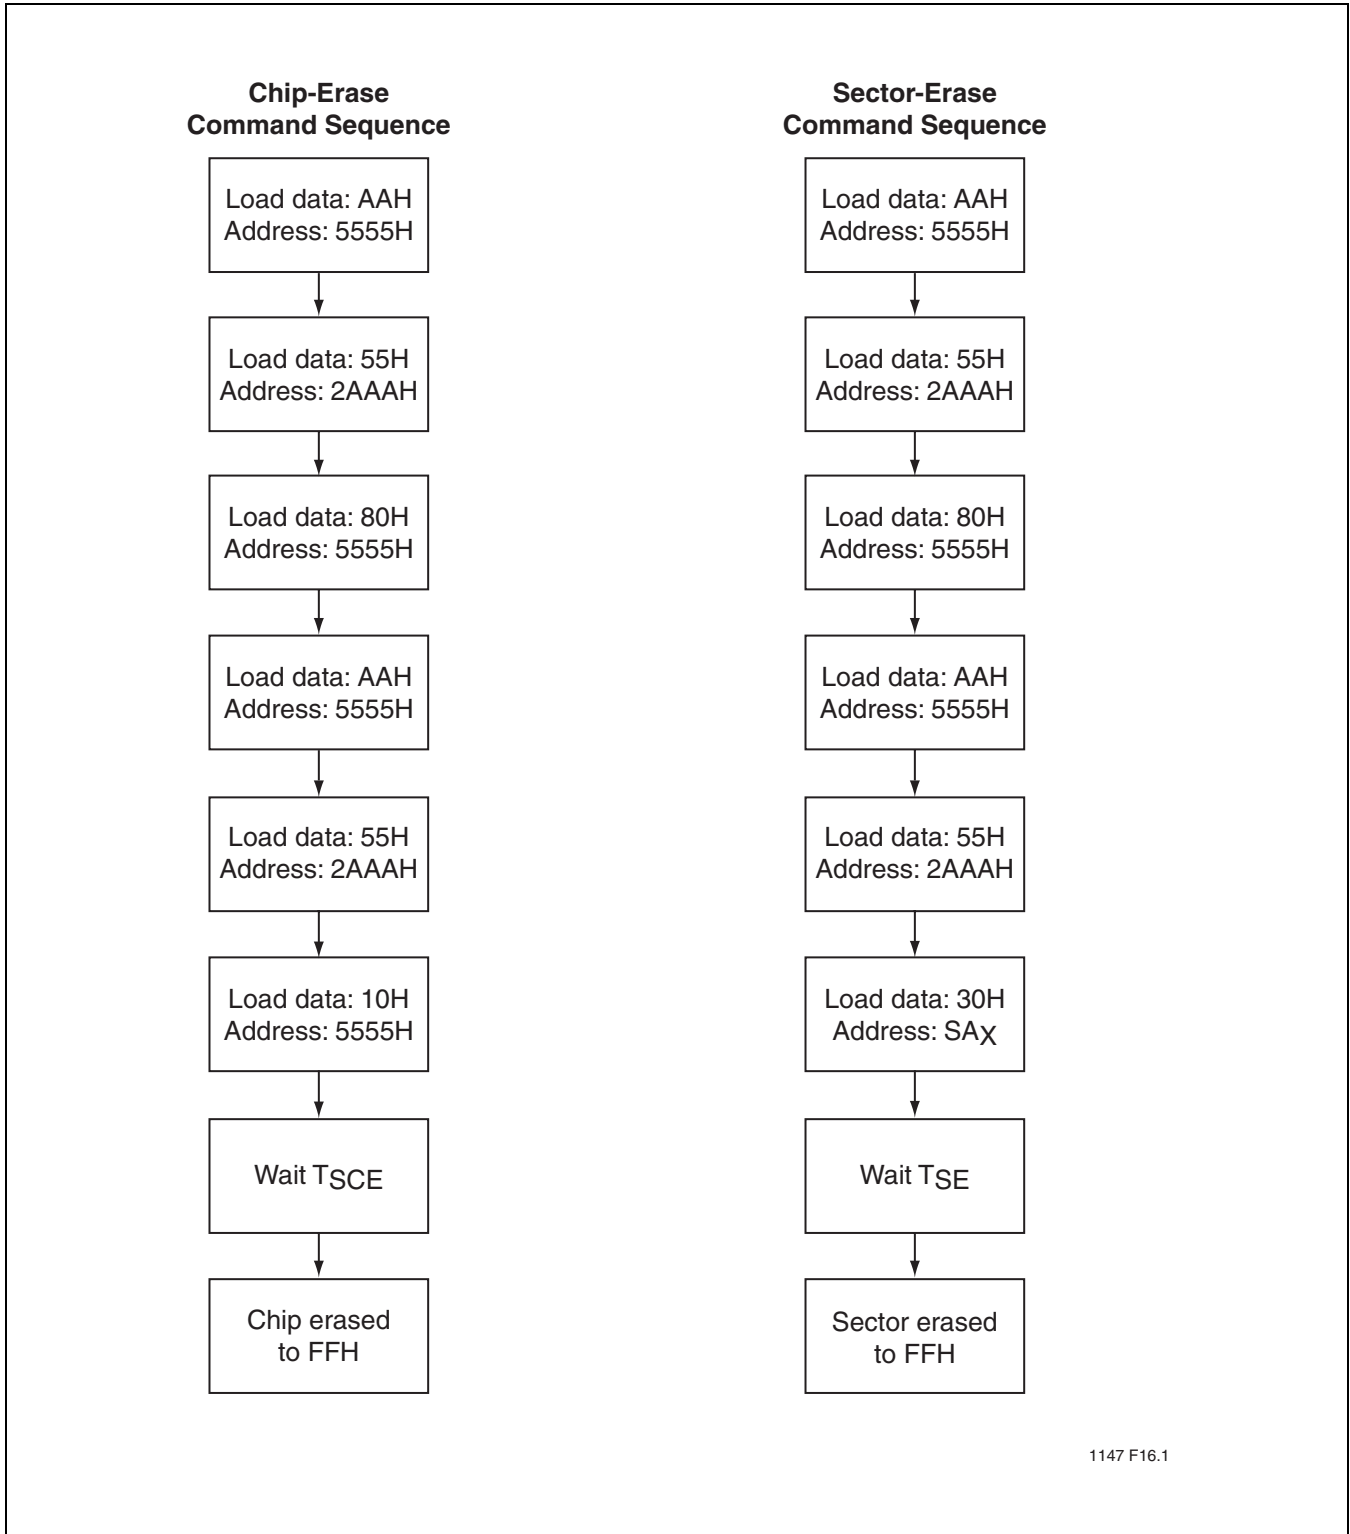 Chip-Erase
Command Sequence
Load data: AAH
Address: 5555H
Load data: 55H
Address: 2AAAH
Load data: 80H
Address: 5555H
Load data: AAH
Address: 5555H
Load data: 55H
Address: 2AAAH
Load data: 10H
Address: 5555H
Wait TSCE
Chip erased
to FFH
Sector-Erase
Command Sequence
Load data: AAH
Address: 5555H
Load data: 55H
Address: 2AAAH
Load data: 80H
Address: 5555H
Load data: AAH
Address: 5555H
Load data: 55H
Address: 2AAAH
Load data: 30H
Address: SAX
Wait TSE
Sector erased
to FFH
1147 F16.1